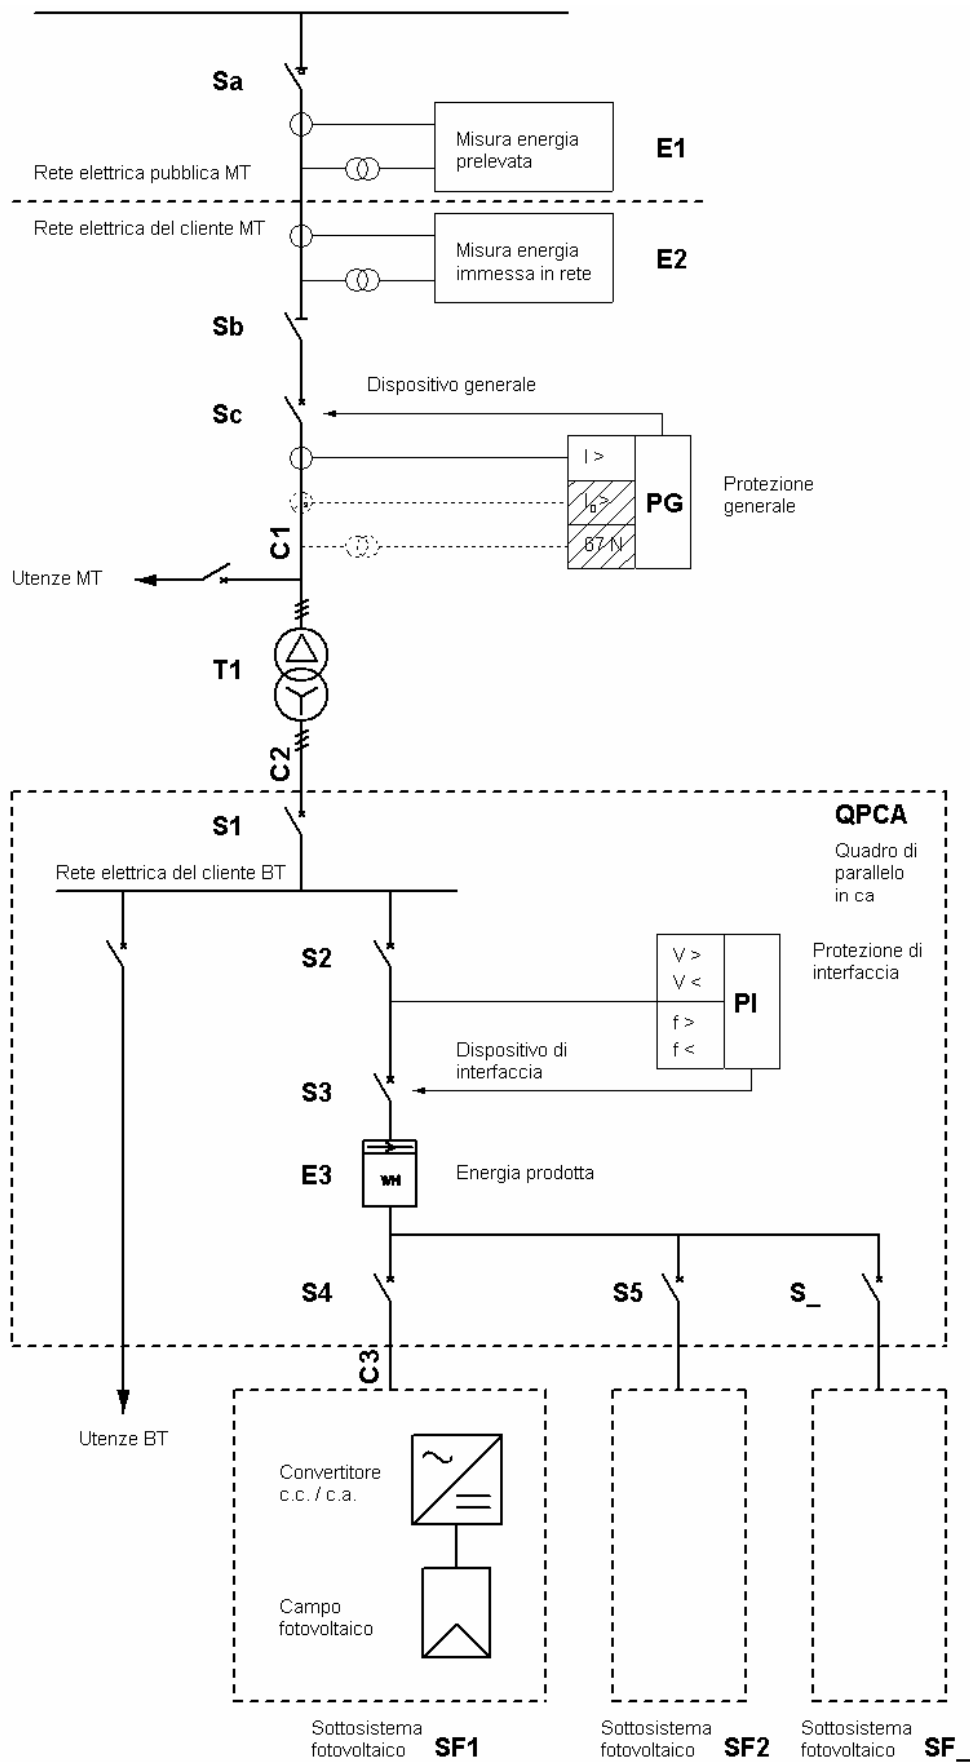 Sa
Misura energia
prelevata
E1
Rete elettrica pubblica MT
Rete elettrica del cliente MT
Misura energia
immessa in rete
E2
Sb
Dispositivo generale
Sc
I >
I₀>
67 N
PG
Protezione
generale
C1
Utenze MT
T1
C2
QPCA
S1
Quadro di
parallelo
in ca
Rete elettrica del cliente BT
S2
V >
V <
f >
f <
PI
Protezione di
interfaccia
Dispositivo di
interfaccia
S3
E3
WH
Energia prodotta
S4
S5
S_
C3
Utenze BT
Convertitore
c.c. / c.a.
Campo
fotovoltaico
Sottosistema
fotovoltaico SF1
Sottosistema
fotovoltaico SF2
Sottosistema
fotovoltaico SF_